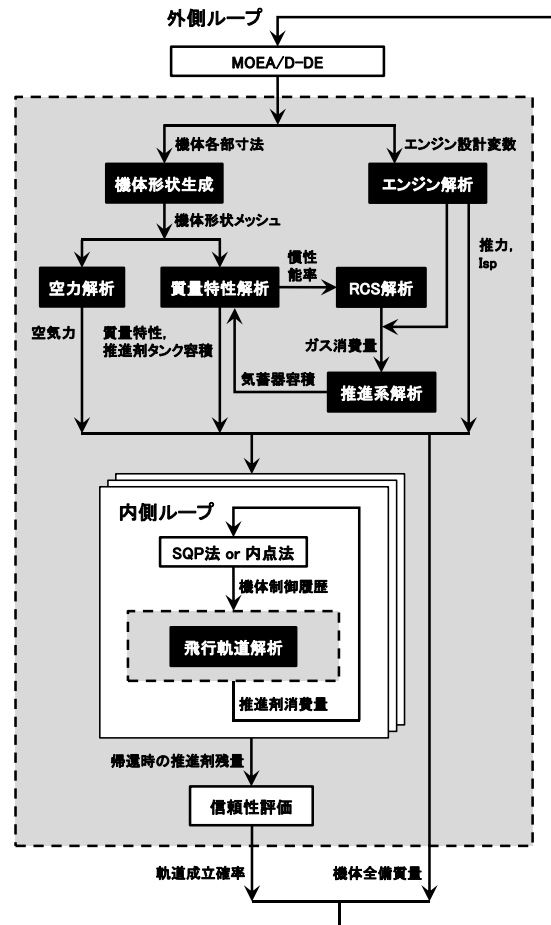 外側ループ
MOEA/D-DE
機体各部寸法
エンジン設計変数
機体形状生成
エンジン解析
機体形状メッシュ
推力,
Isp
慣性
能率
空力解析
質量特性解析
RCS解析
空気力
質量特性,
推進剤タンク容積
ガス消費量
気蓄器容積
推進系解析
内側ループ
SQP法 or 内点法
機体制御履歴
飛行軌道解析
推進剤消費量
帰還時の推進剤残量
信頼性評価
軌道成立確率
機体全備質量